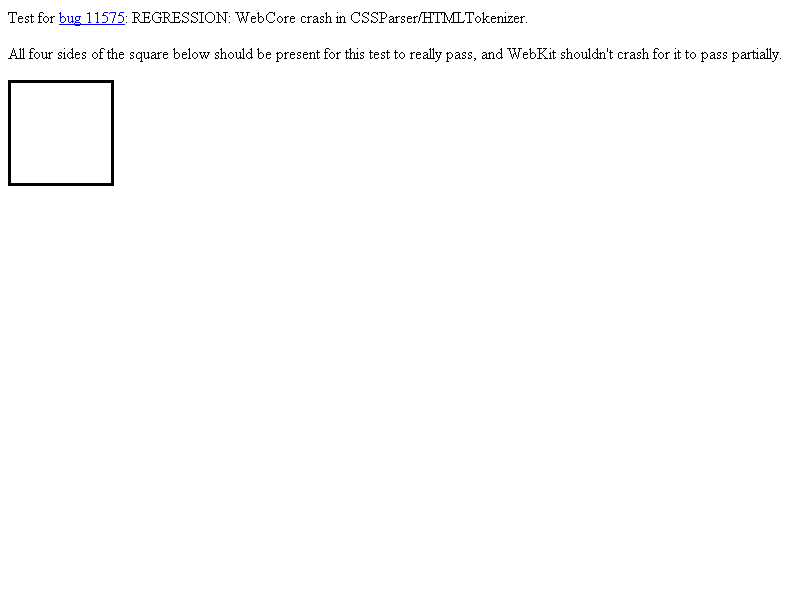 Test for bug 11575: REGRESSION: WebCore crash in CSSParser/HTMLTokenizer.
All four sides of the square below should be present for this test to really pass, and WebKit shouldn't crash for it to pass partially.